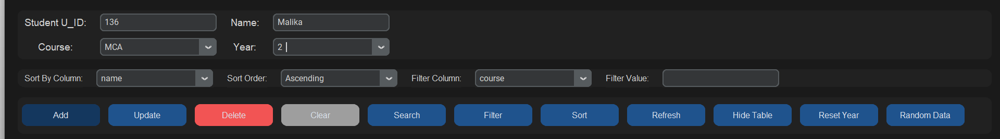 Student U_ID: 136 Name: Malika
Course: MCA Year: 2
Sort By Column: name Sort Order: Ascending Filter Column: course Filter Value:
Add Update Delete Clear Search Filter Sort Refresh Hide Table Reset Year Random Data